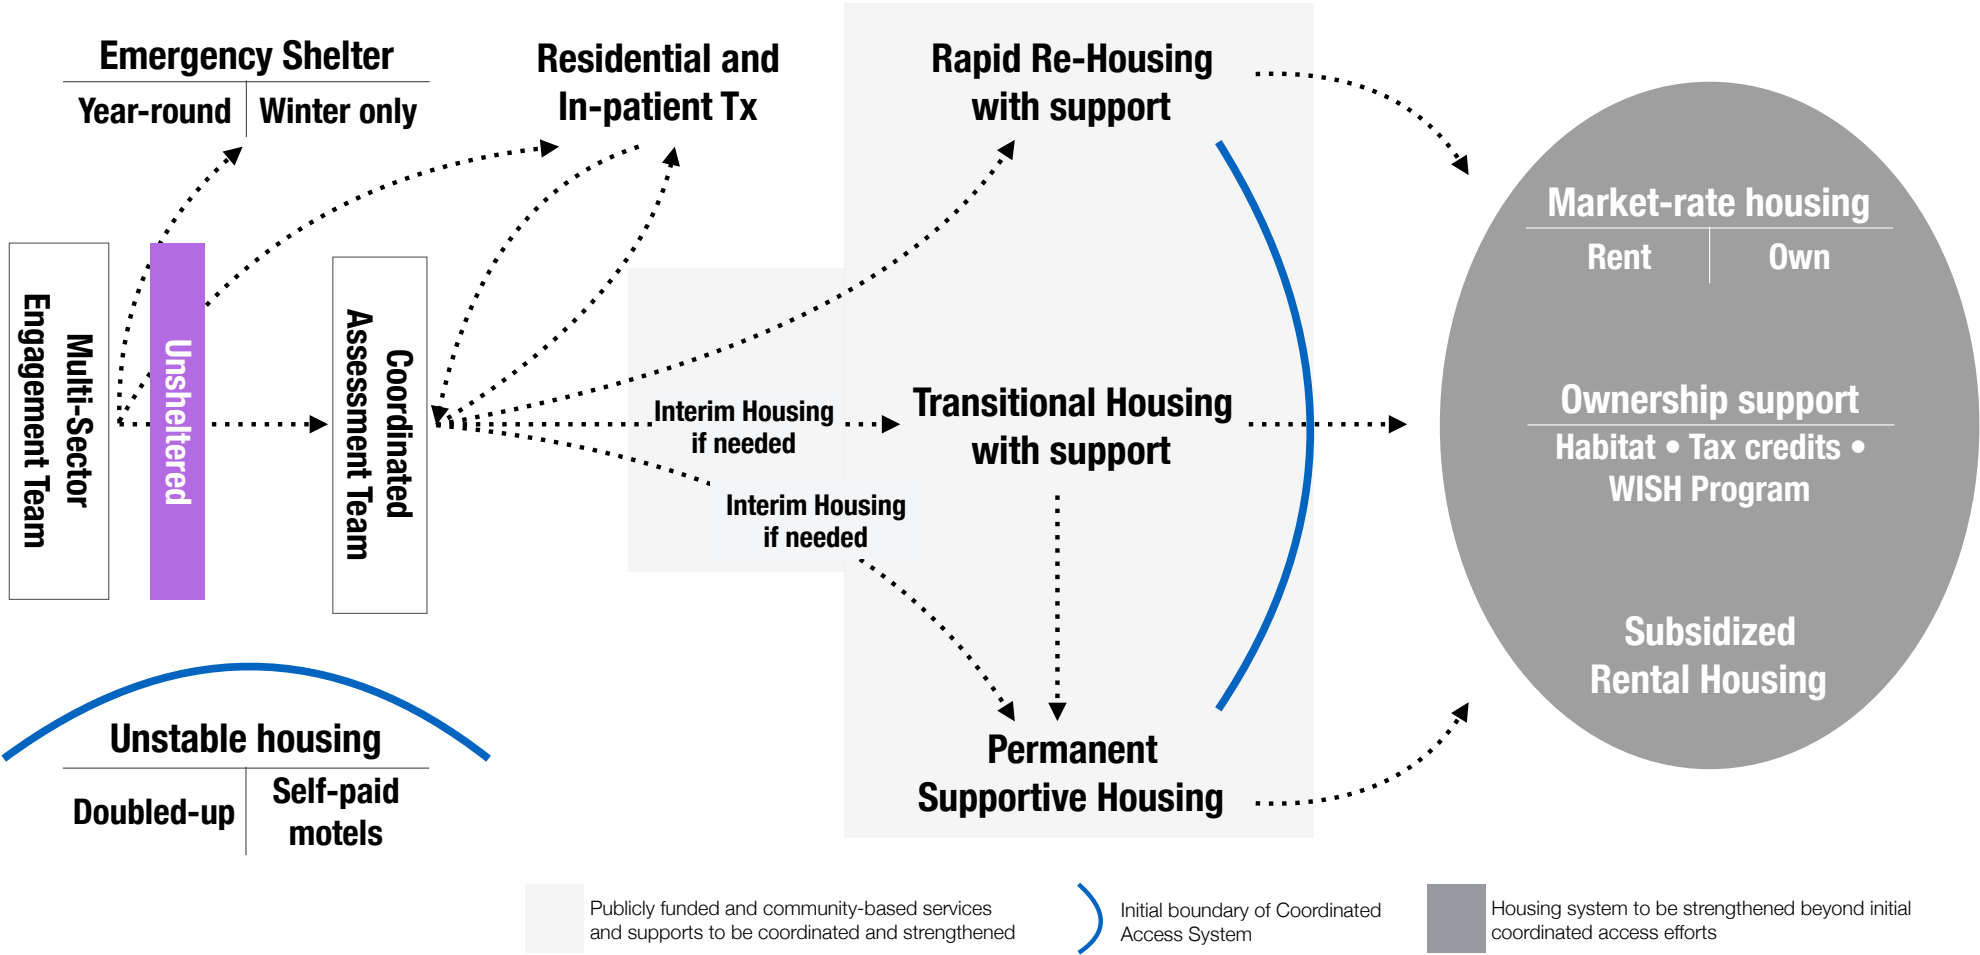 Emergency Shelter
Year-round
Winter only
Residential and
In-patient Tx
Rapid Re-Housing
with support
Multi-Sector
Engagement Team
Unsheltered
Coordinated
Assessment Team
Interim Housing
if needed
Interim Housing
if needed
Transitional Housing
with support
Permanent
Supportive Housing
Market-rate housing
Rent
Own
Ownership support
Habitat • Tax credits •
WISH Program
Subsidized
Rental Housing
Unstable housing
Doubled-up
Self-paid
motels
Publicly funded and community-based services
and supports to be coordinated and strengthened
Initial boundary of Coordinated
Access System
Housing system to be strengthened beyond initial
coordinated access efforts